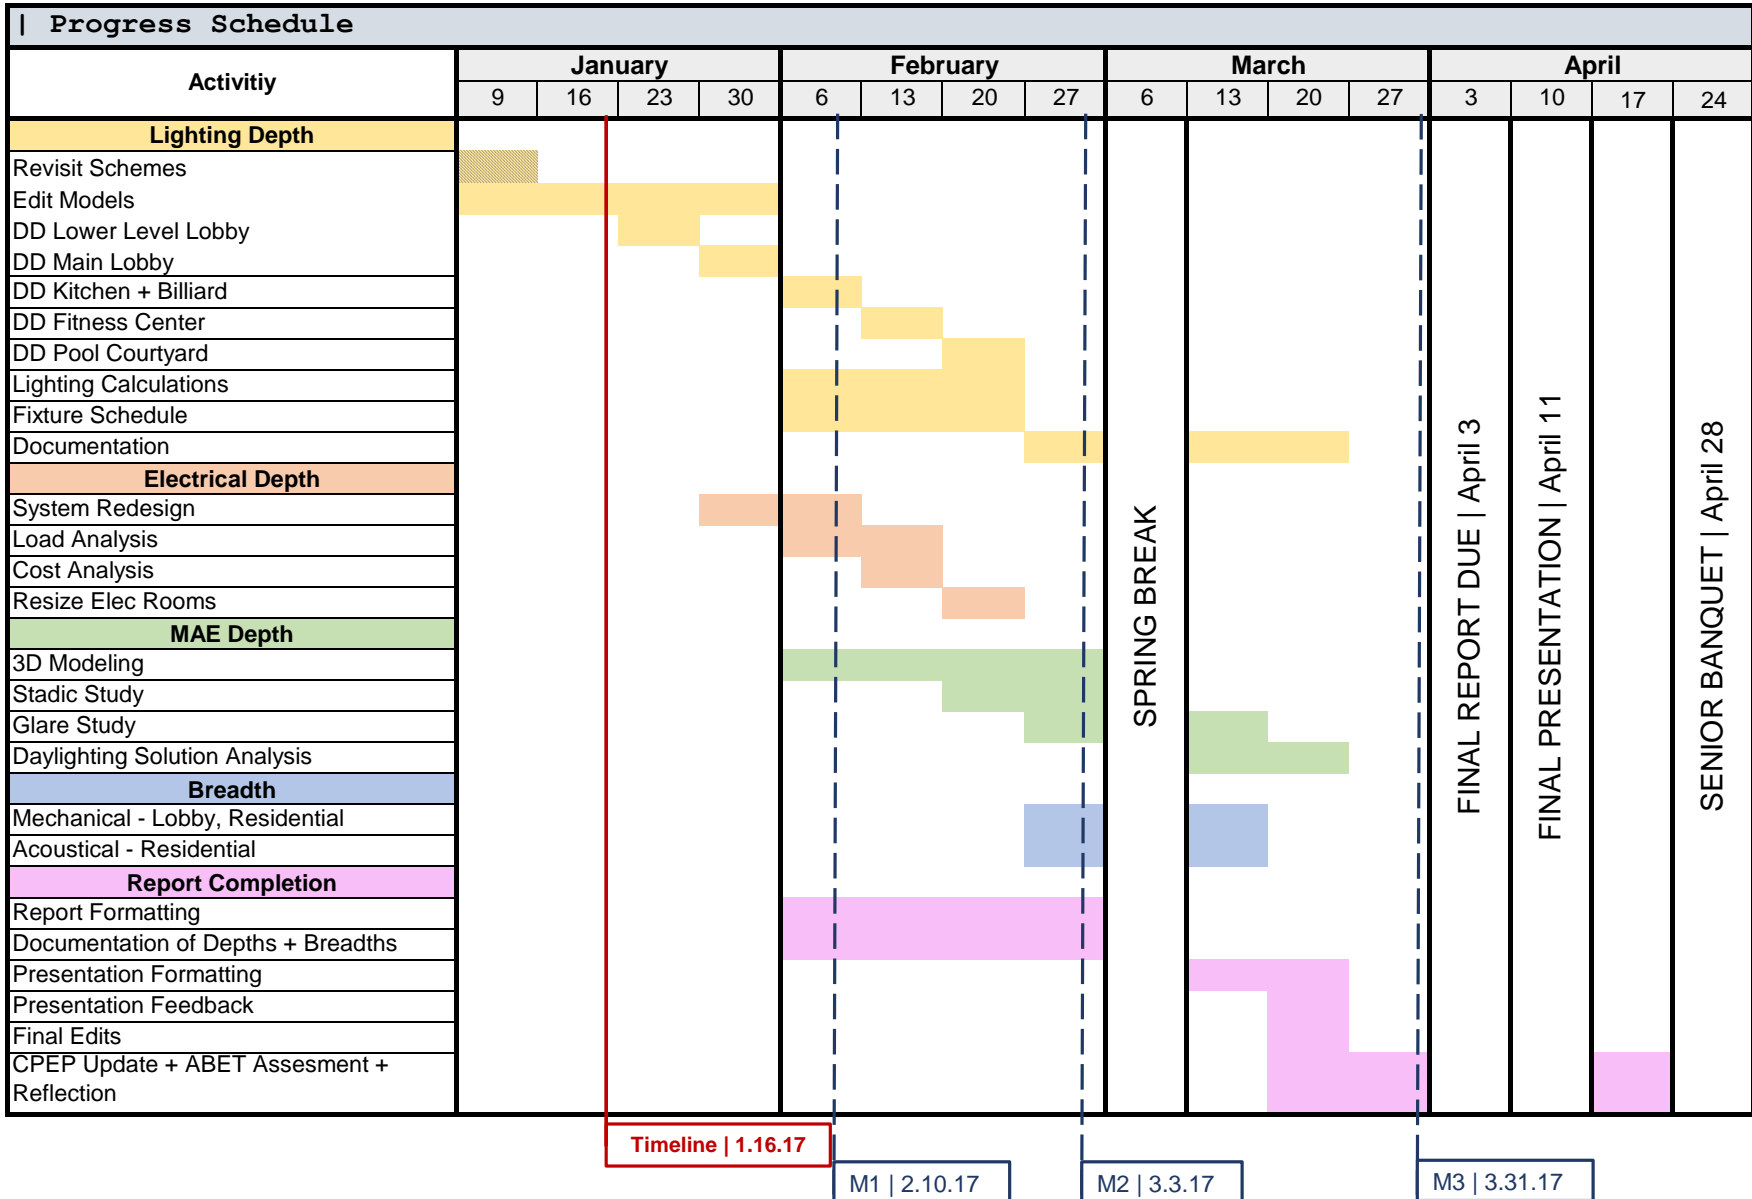 | Progress Schedule
Activitiy
January February March April
9 16 23 30 6 13 20 27 6 13 20 27 3 10 17 24
Lighting Depth
Revisit Schemes
Edit Models
DD Lower Level Lobby
DD Main Lobby
DD Kitchen + Billiard
DD Fitness Center
DD Pool Courtyard
Lighting Calculations
Fixture Schedule
Documentation
Electrical Depth
System Redesign
Load Analysis
Cost Analysis
Resize Elec Rooms
MAE Depth
3D Modeling
Stadic Study
Glare Study
Daylighting Solution Analysis
Breadth
Mechanical - Lobby, Residential
Acoustical - Residential
Report Completion
Report Formatting
Documentation of Depths + Breadths
Presentation Formatting
Presentation Feedback
Final Edits
CPEP Update + ABET Assesment +
Reflection
SPRING BREAK
FINAL REPORT DUE | April 3
FINAL PRESENTATION | April 11
SENIOR BANQUET | April 28
Timeline | 1.16.17
M1 | 2.10.17
M2 | 3.3.17
M3 | 3.31.17